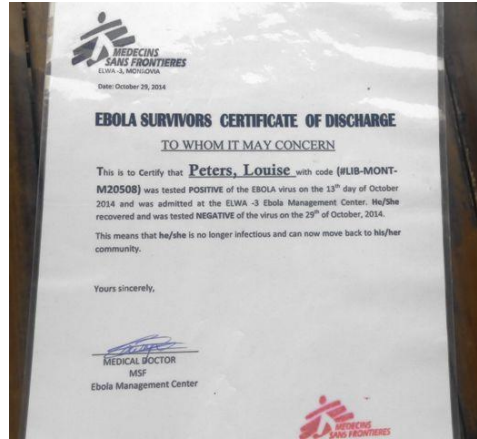 MEDECINS
SANS FRONTIERES
ELWA -3, MONSOVIA
Date: October 29, 2014
EBOLA SURVIVORS CERTIFICATE OF DISCHARGE
TO WHOM IT MAY CONCERN
This is to Certify that Peters, Louise with code (#LIB-MONT-
M20508) was tested POSITIVE of the EBOLA virus on the 13th day of October
2014 and was admitted at the ELWA -3 Ebola Management Center. He/She
recovered and was tested NEGATIVE of the virus on the 29th of October, 2014.
This means that he/she is no longer infectious and can now move back to his/her
community.
Yours sincerely,
MEDICAL DOCTOR
MSF
Ebola Management Center
MEDECINS
SANS FRONTIERES